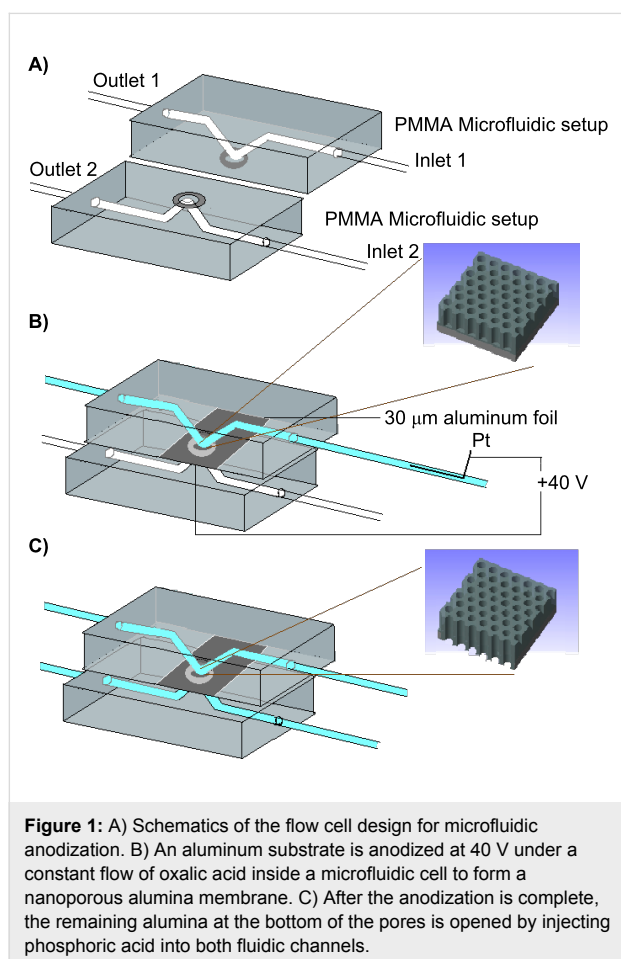 A)
Outlet 1
PMMA Microfluidic setup
Inlet 1
Outlet 2
PMMA Microfluidic setup
Inlet 2
B)
30 μm aluminum foil
Pt
+40 V
C)
Figure 1: A) Schematics of the flow cell design for microfluidic
anodization. B) An aluminum substrate is anodized at 40 V under a
constant flow of oxalic acid inside a microfluidic cell to form a
nanoporous alumina membrane. C) After the anodization is complete,
the remaining alumina at the bottom of the pores is opened by injecting
phosphoric acid into both fluidic channels.